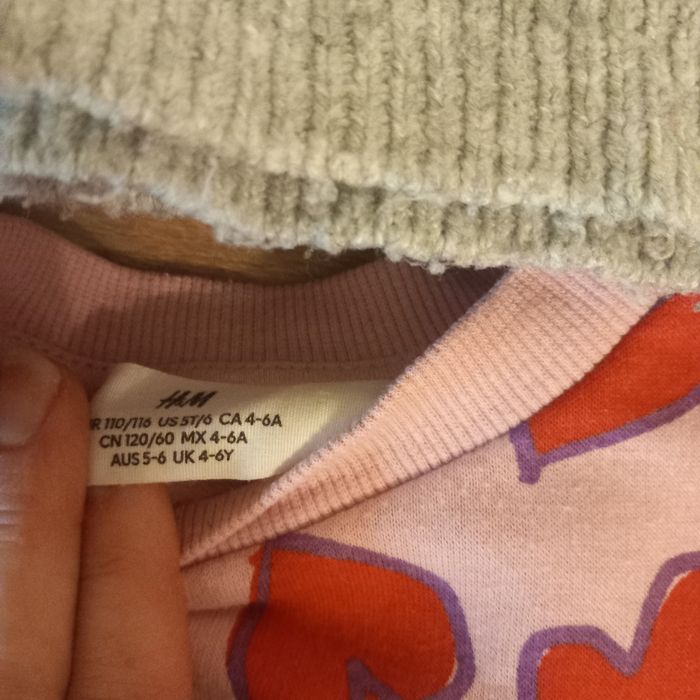 H&M
R 110/116 US 5T/6 CA 4-6A
CN 120/60 MX 4-6A
AUS 5-6 UK 4-6Y